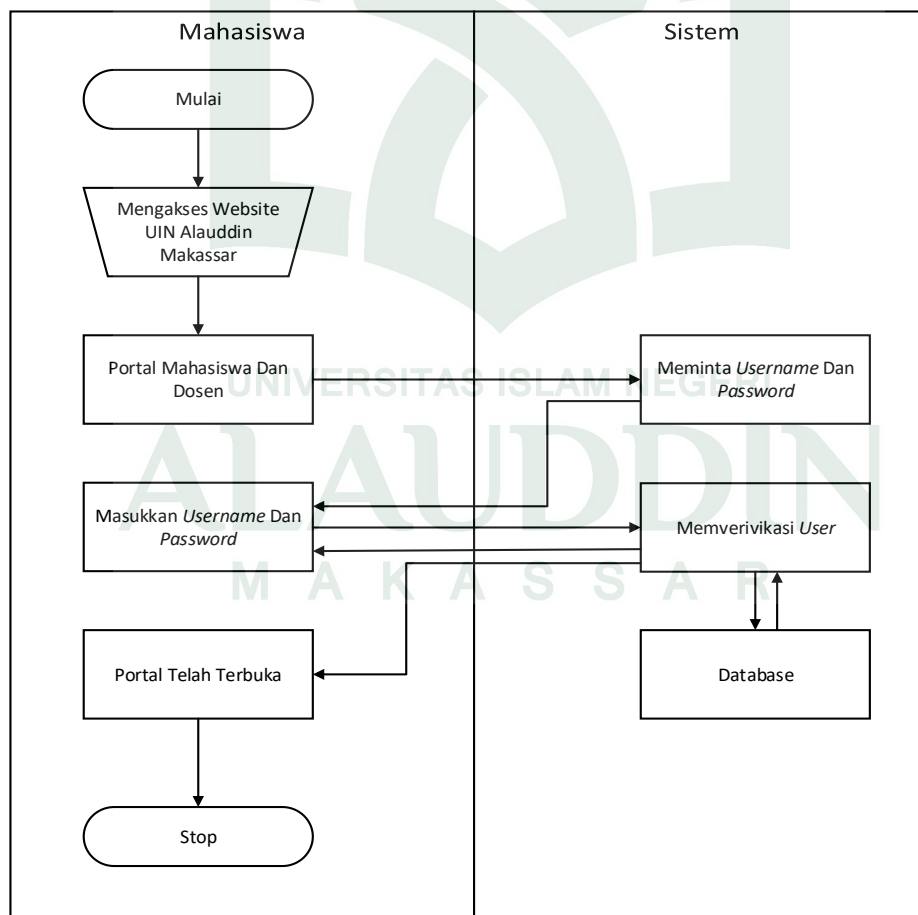 Mahasiswa
Sistem
Mulai
Mengakses Website
UIN Alauddin
Makassar
Portal Mahasiswa Dan
Dosen
Meminta Username Dan
Password
UNIVERSITAS ISLAM NEGERI
ALAUDDIN
MAKASSAR
Masukkan Username Dan
Password
Memverivikasi User
Portal Telah Terbuka
Database
Stop